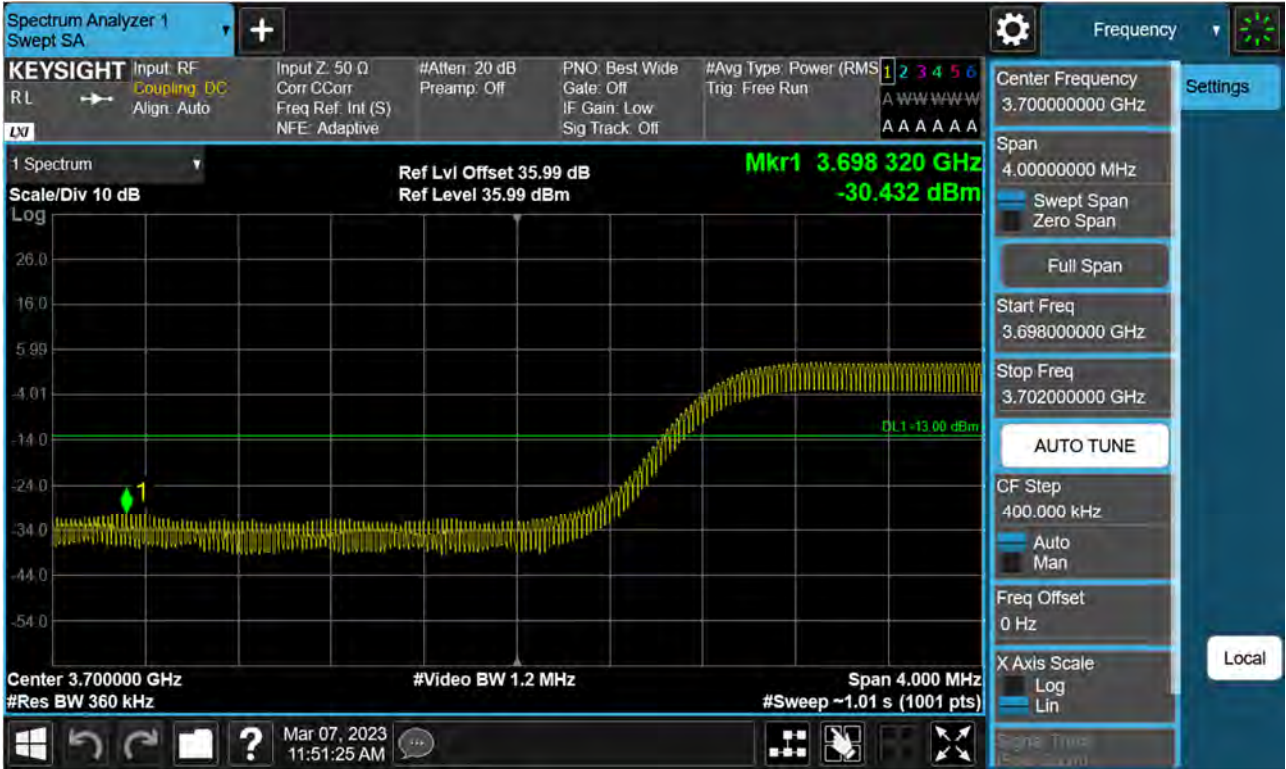 Spectrum Analyzer 1
Swept SA
+
Frequency
KEYSIGHT
R L
LXI
Input: RF
Coupling: DC
Align: Auto
Input Z: 50 Ω
Corr CCorr
Freq Ref: Int (S)
NFE: Adaptive
#Atten: 20 dB
Preamp: Off
PNO: Best Wide
Gate: Off
IF Gain: Low
Sig Track: Off
#Avg Type: Power (RMS
Trig: Free Run
1 2 3 4 5 6
A W W W W W
A A A A A A
1 Spectrum
Scale/Div 10 dB
Log
Ref Lvl Offset 35.99 dB
Ref Level 35.99 dBm
Mkr1 3.698 320 GHz
-30.432 dBm
26.0
16.0
5.99
-4.01
-14.0
-24.0
-34.0
-44.0
-54.0
DL1 -13.00 dBm
1
Center 3.700000 GHz
#Res BW 360 kHz
#Video BW 1.2 MHz
Span 4.000 MHz
#Sweep ~1.01 s (1001 pts)
?
Mar 07, 2023
11:51:25 AM
Center Frequency
3.700000000 GHz
Span
4.00000000 MHz
Swept Span
Zero Span
Full Span
Start Freq
3.698000000 GHz
Stop Freq
3.702000000 GHz
AUTO TUNE
CF Step
400.000 kHz
Auto
Man
Freq Offset
0 Hz
X Axis Scale
Log
Lin
Settings
Local